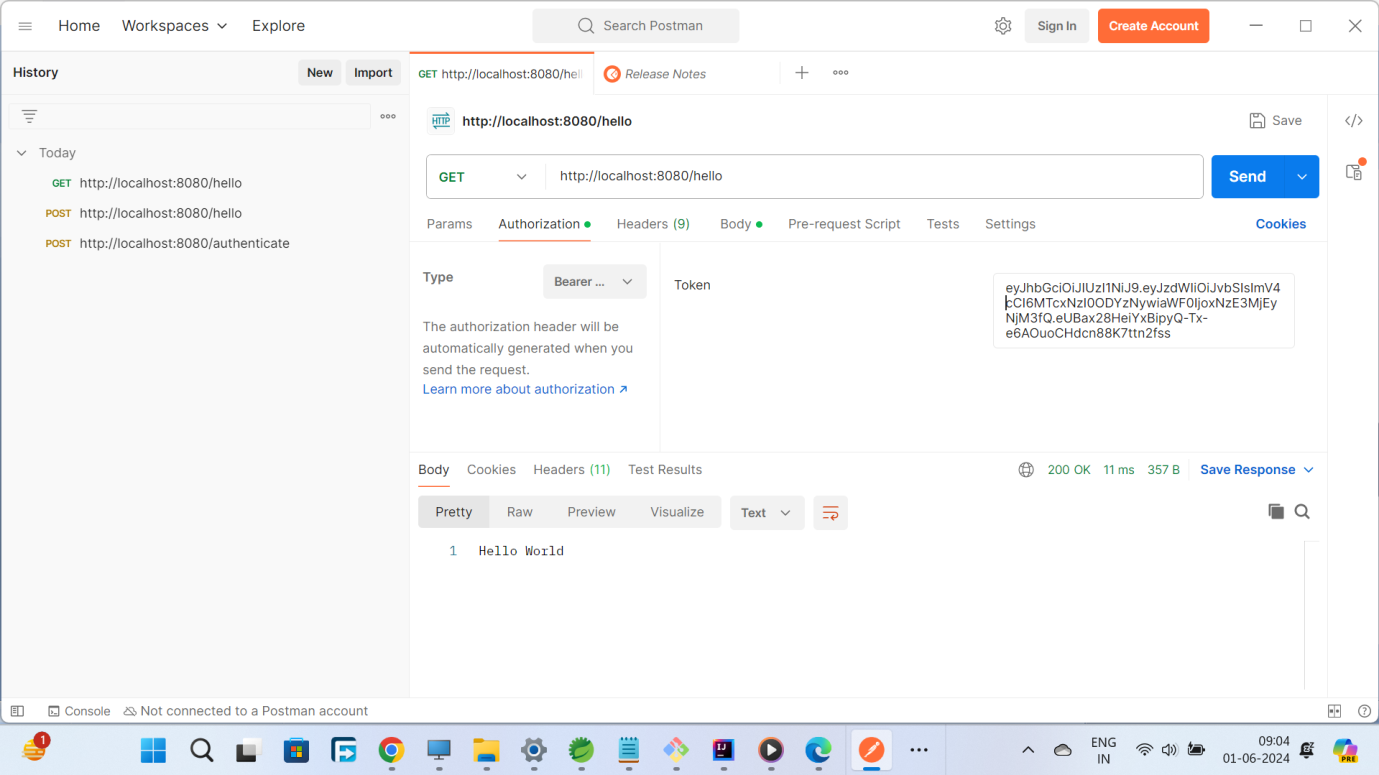 Home Workspaces Explore Search Postman Sign In Create Account
History New Import
GET http://localhost:8080/hel Release Notes
HTTP http://localhost:8080/hello Save
Today
GET http://localhost:8080/hello
POST http://localhost:8080/hello
POST http://localhost:8080/authenticate
GET http://localhost:8080/hello Send
Params Authorization Headers (9) Body Pre-request Script Tests Settings Cookies
Type Bearer ...
The authorization header will be
automatically generated when you
send the request.
Learn more about authorization ↗
Token
eyJhbGciOiJIUzI1NiJ9.eyJzdWIiOiJvbSIsImV4
cCI6MTcxNzI0ODYzNywiaWF0IjoxNzE3MjEy
NjM3fQ.eUBax28HeiYxBipyQ-Tx-
e6AOuoCHdcn88K7ttn2fss
Body Cookies Headers (11) Test Results 200 OK 11 ms 357 B Save Response
Pretty Raw Preview Visualize Text
1 Hello World
Console Not connected to a Postman account
1
ENG
IN
09:04
01-06-2024
PRE